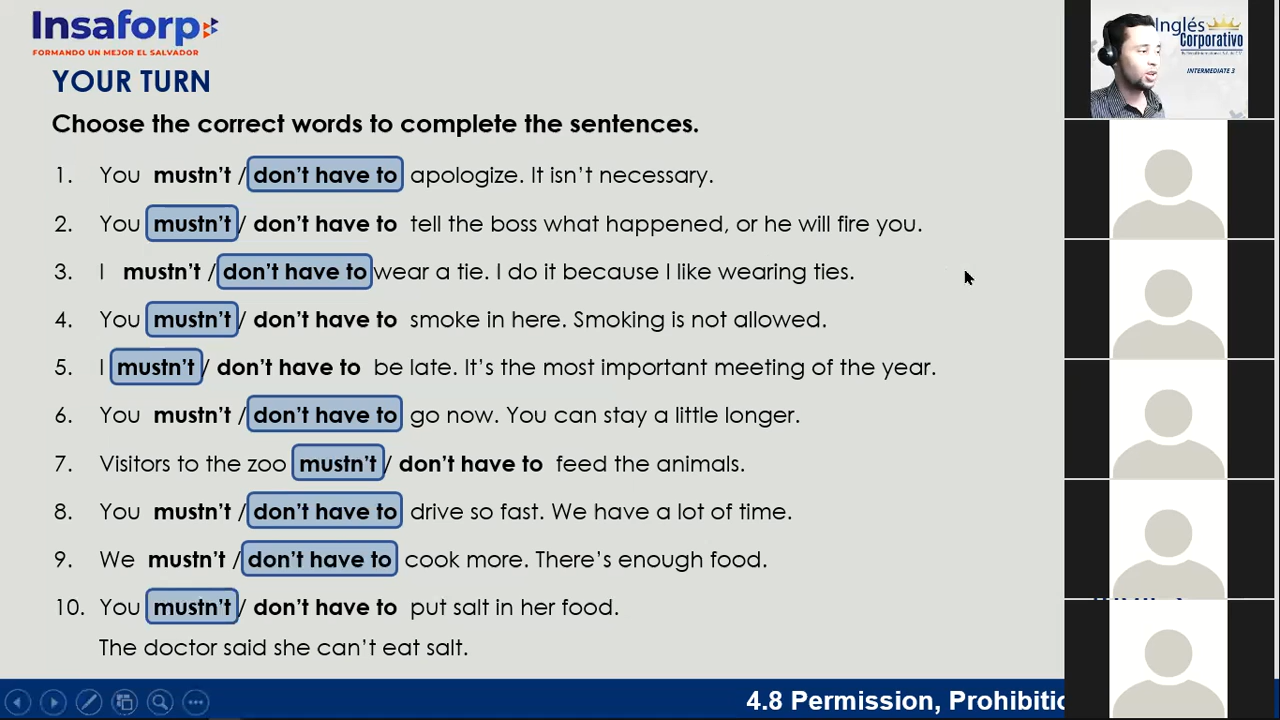 Insaforp
FORMANDO UN MEJOR EL SALVADOR
YOUR TURN
Choose the correct words to complete the sentences.
1. You mustn't / don't have to apologize. It isn't necessary.
2. You mustn't / don't have to tell the boss what happened, or he will fire you.
3. I mustn't / don't have to wear a tie. I do it because I like wearing ties.
4. You mustn't / don't have to smoke in here. Smoking is not allowed.
5. I mustn't / don't have to be late. It's the most important meeting of the year.
6. You mustn't / don't have to go now. You can stay a little longer.
7. Visitors to the zoo mustn't / don't have to feed the animals.
8. You mustn't / don't have to drive so fast. We have a lot of time.
9. We mustn't / don't have to cook more. There's enough food.
10. You mustn't / don't have to put salt in her food.
The doctor said she can't eat salt.
4.8 Permission, Prohibitio
Inglés
Corporativo
INTERMEDIATE 3